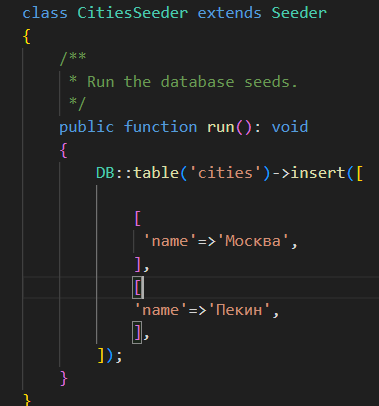 class CitiesSeeder extends Seeder
{
/**
* Run the database seeds.
*/
public function run(): void
{
DB::table('cities')->insert([
[
'name'=>'Москва',
],
[
'name'=>'Пекин',
],
]);
}
}